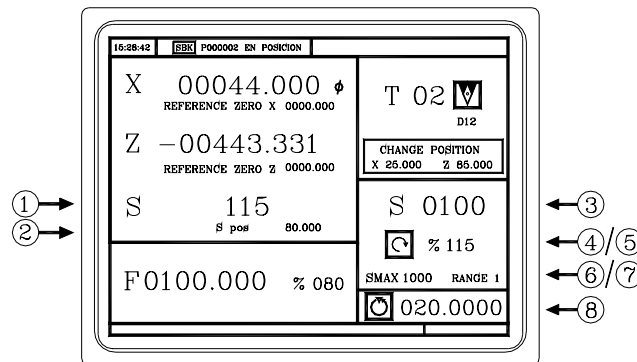 15:28:42 SBK P000002 EN POSICION
X 00044.000 ø
REFERENCE ZERO X 0000.000
Z -00443.331
REFERENCE ZERO Z 0000.000
S 115
S pos 80.000
F0100.000 % 080
T 02
D12
CHANGE POSITION
X 25.000 Z 85.000
S 0100
% 115
SMAX 1000 RANGE 1
020.0000
1
2
3
4/5
6/7
8